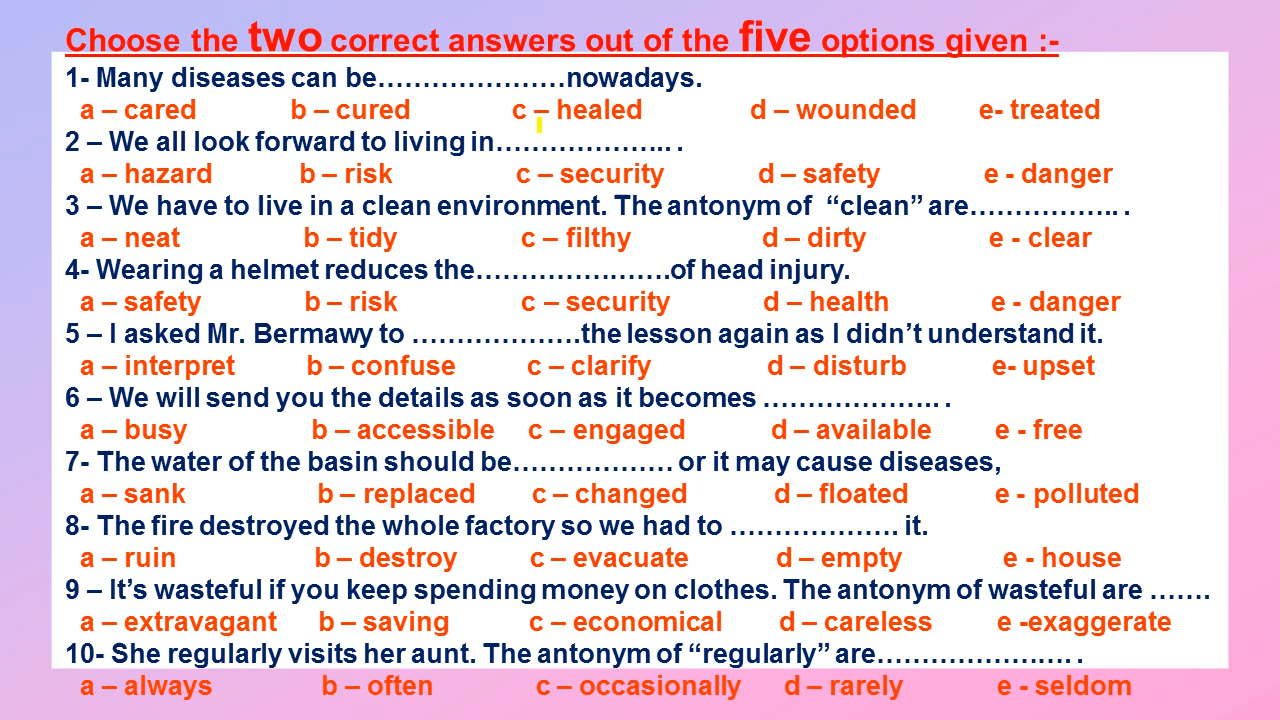 Choose the two correct answers out of the five options given :-
1- Many diseases can be…………………nowadays.
a – cared b – cured c – healed d – wounded e- treated
2 – We all look forward to living in……………….. .
a – hazard b – risk c – security d – safety e - danger
3 – We have to live in a clean environment. The antonym of “clean” are…………….. .
a – neat b – tidy c – filthy d – dirty e - clear
4- Wearing a helmet reduces the………………….of head injury.
a – safety b – risk c – security d – health e - danger
5 – I asked Mr. Bermawy to ……………….the lesson again as I didn’t understand it.
a – interpret b – confuse c – clarify d – disturb e- upset
6 – We will send you the details as soon as it becomes ……………….. .
a – busy b – accessible c – engaged d – available e - free
7- The water of the basin should be……………… or it may cause diseases,
a – sank b – replaced c – changed d – floated e - polluted
8- The fire destroyed the whole factory so we had to ………………. it.
a – ruin b – destroy c – evacuate d – empty e - house
9 – It’s wasteful if you keep spending money on clothes. The antonym of wasteful are …….
a – extravagant b – saving c – economical d – careless e -exaggerate
10- She regularly visits her aunt. The antonym of “regularly” are…………………. .
a – always b – often c – occasionally d – rarely e - seldom